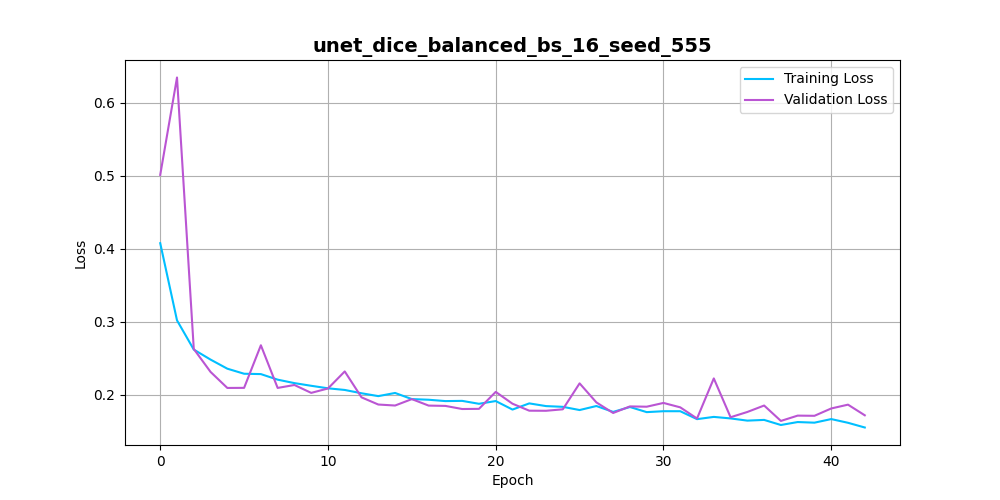 unet_dice_balanced_bs_16_seed_555
Training Loss
Validation Loss
0.6
0.5
0.4
0.3
0.2
Loss
0 10 20 30 40
Epoch